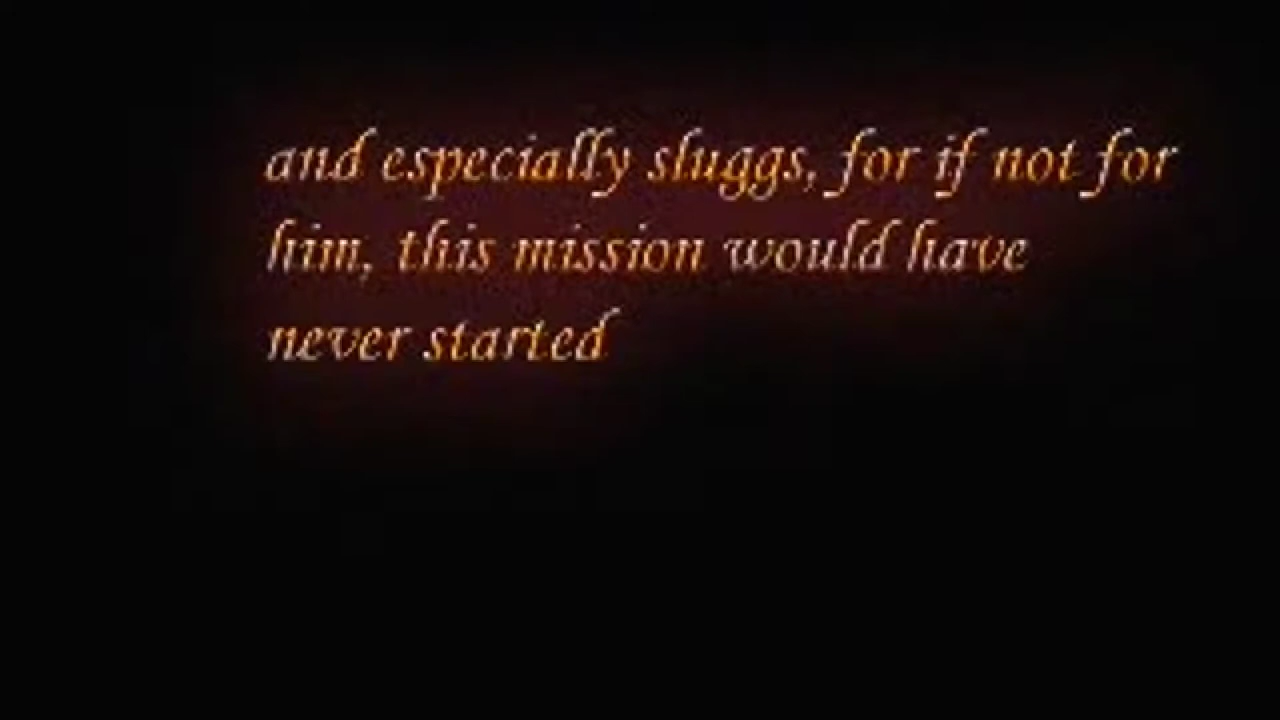 and especially sluggs, for if not for
him, this mission would have
never started